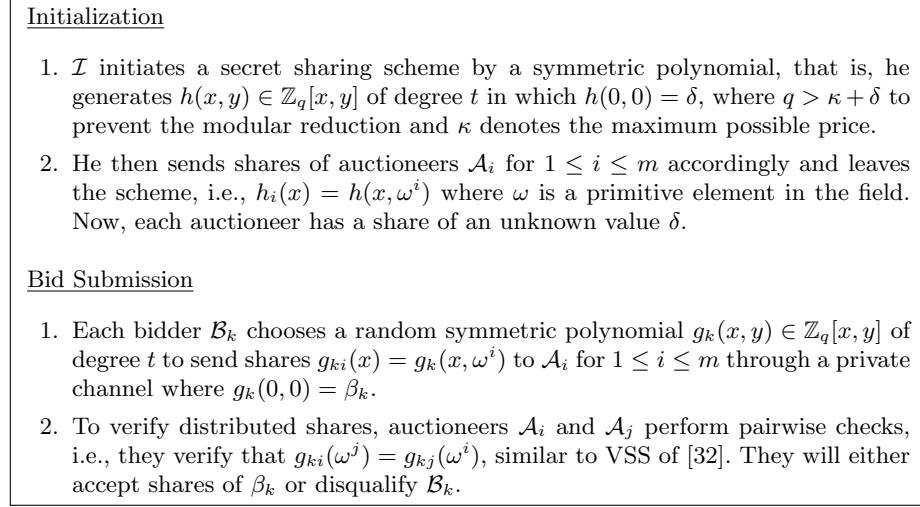 Initialization
1. ℐ initiates a secret sharing scheme by a symmetric polynomial, that is, he
generates h(x, y) ∈ ℤ_q[x, y] of degree t in which h(0, 0) = δ, where q > κ + δ to
prevent the modular reduction and κ denotes the maximum possible price.
2. He then sends shares of auctioneers 𝒜_i for 1 ≤ i ≤ m accordingly and leaves
the scheme, i.e., h_i(x) = h(x, ω^i) where ω is a primitive element in the field.
Now, each auctioneer has a share of an unknown value δ.
Bid Submission
1. Each bidder ℬ_k chooses a random symmetric polynomial g_k(x, y) ∈ ℤ_q[x, y] of
degree t to send shares g_{ki}(x) = g_k(x, ω^i) to 𝒜_i for 1 ≤ i ≤ m through a private
channel where g_k(0, 0) = β_k.
2. To verify distributed shares, auctioneers 𝒜_i and 𝒜_j perform pairwise checks,
i.e., they verify that g_{ki}(ω^j) = g_{kj}(ω^i), similar to VSS of [32]. They will either
accept shares of β_k or disqualify ℬ_k.